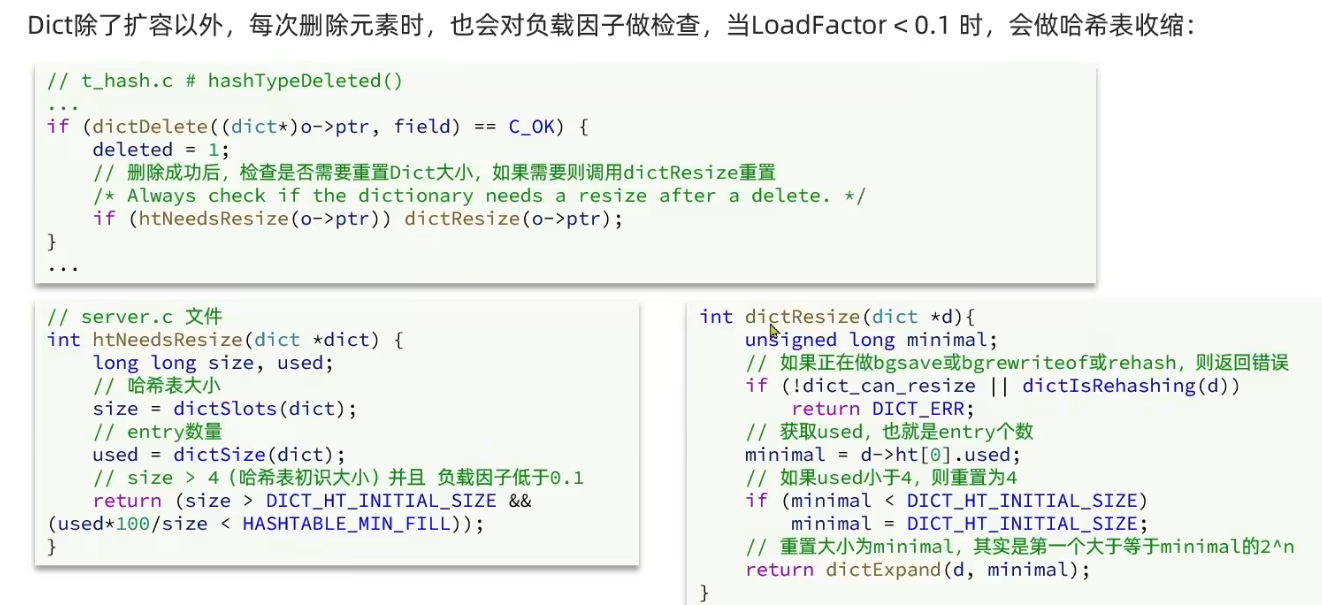 Dict除了扩容以外，每次删除元素时，也会对负载因子做检查，当LoadFactor < 0.1 时，会做哈希表收缩：
// t_hash.c # hashTypeDeleted()
...
if (dictDelete((dict*)o->ptr, field) == C_OK) {
    deleted = 1;
    // 删除成功后，检查是否需要重置Dict大小，如果需要则调用dictResize重置
    /* Always check if the dictionary needs a resize after a delete. */
    if (htNeedsResize(o->ptr)) dictResize(o->ptr);
}
...
// server.c 文件
int htNeedsResize(dict *dict) {
    long long size, used;
    // 哈希表大小
    size = dictSlots(dict);
    // entry数量
    used = dictSize(dict);
    // size > 4（哈希表初识大小）并且 负载因子低于0.1
    return (size > DICT_HT_INITIAL_SIZE &&
(used*100/size < HASHTABLE_MIN_FILL));
}
int dictResize(dict *d){
    unsigned long minimal;
    // 如果正在做bgsave或bgrewriteof或rehash，则返回错误
    if (!dict_can_resize || dictIsRehashing(d))
        return DICT_ERR;
    // 获取used，也就是entry个数
    minimal = d->ht[0].used;
    // 如果used小于4，则重置为4
    if (minimal < DICT_HT_INITIAL_SIZE)
        minimal = DICT_HT_INITIAL_SIZE;
    // 重置大小为minimal，其实是第一个大于等于minimal的2^n
    return dictExpand(d, minimal);
}